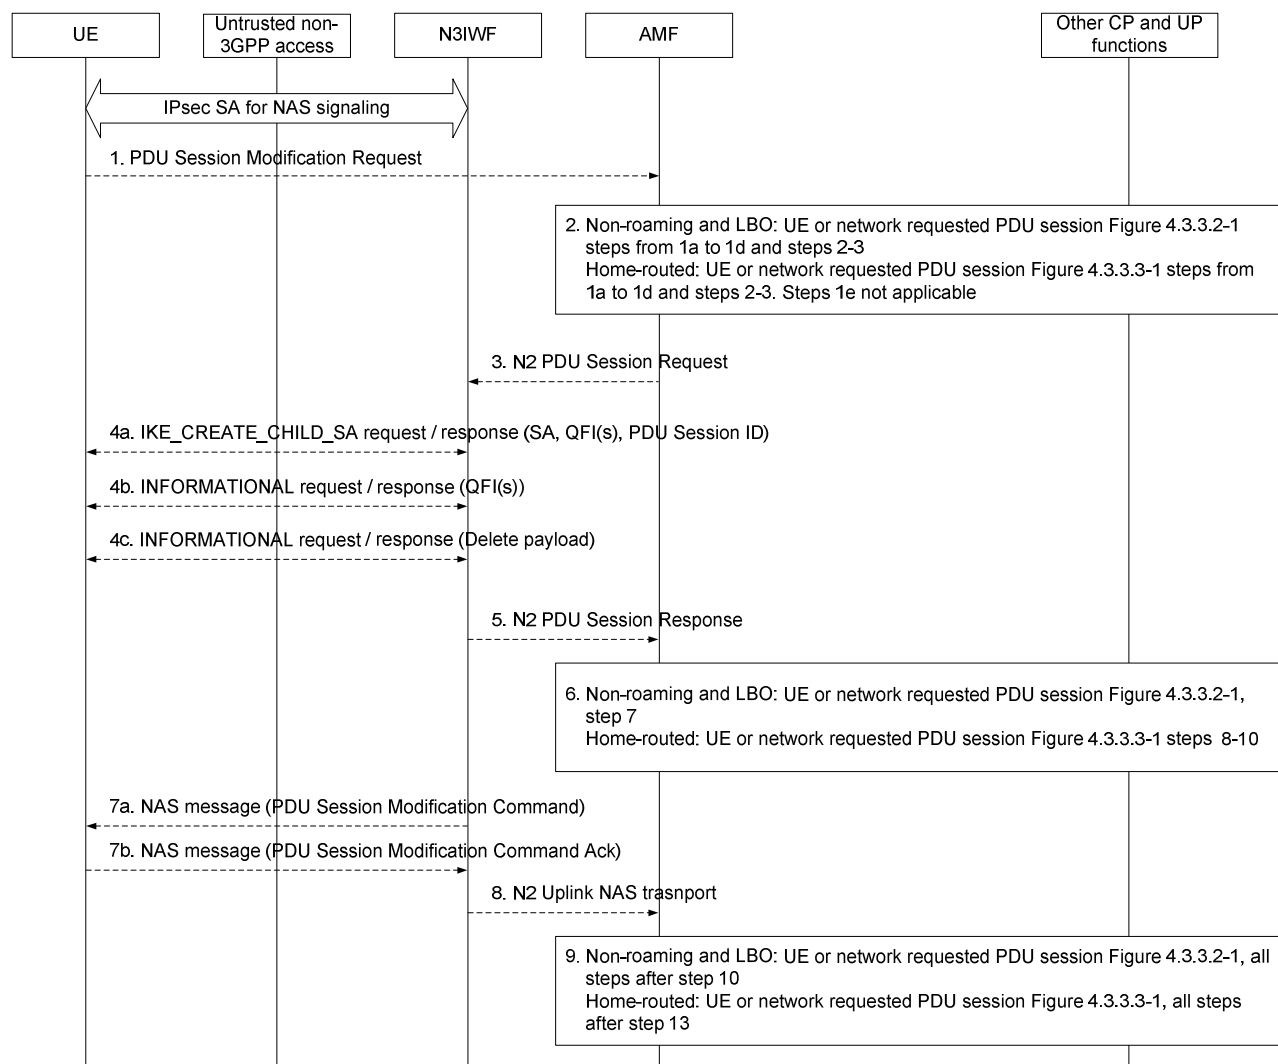 UE
Untrusted non-
3GPP access
N3IWF
AMF
Other CP and UP
functions
IPsec SA for NAS signaling
1. PDU Session Modification Request
2. Non-roaming and LBO: UE or network requested PDU session Figure 4.3.3.2-1
steps from 1a to 1d and steps 2-3
Home-routed: UE or network requested PDU session Figure 4.3.3.3-1 steps from
1a to 1d and steps 2-3. Steps 1e not applicable
3. N2 PDU Session Request
4a. IKE_CREATE_CHILD_SA request / response (SA, QFI(s), PDU Session ID)
4b. INFORMATIONAL request / response (QFI(s))
4c. INFORMATIONAL request / response (Delete payload)
5. N2 PDU Session Response
6. Non-roaming and LBO: UE or network requested PDU session Figure 4.3.3.2-1,
step 7
Home-routed: UE or network requested PDU session Figure 4.3.3.3-1 steps 8-10
7a. NAS message (PDU Session Modification Command)
7b. NAS message (PDU Session Modification Command Ack)
8. N2 Uplink NAS trasnport
9. Non-roaming and LBO: UE or network requested PDU session Figure 4.3.3.2-1, all
steps after step 10
Home-routed: UE or network requested PDU session Figure 4.3.3.3-1, all steps
after step 13